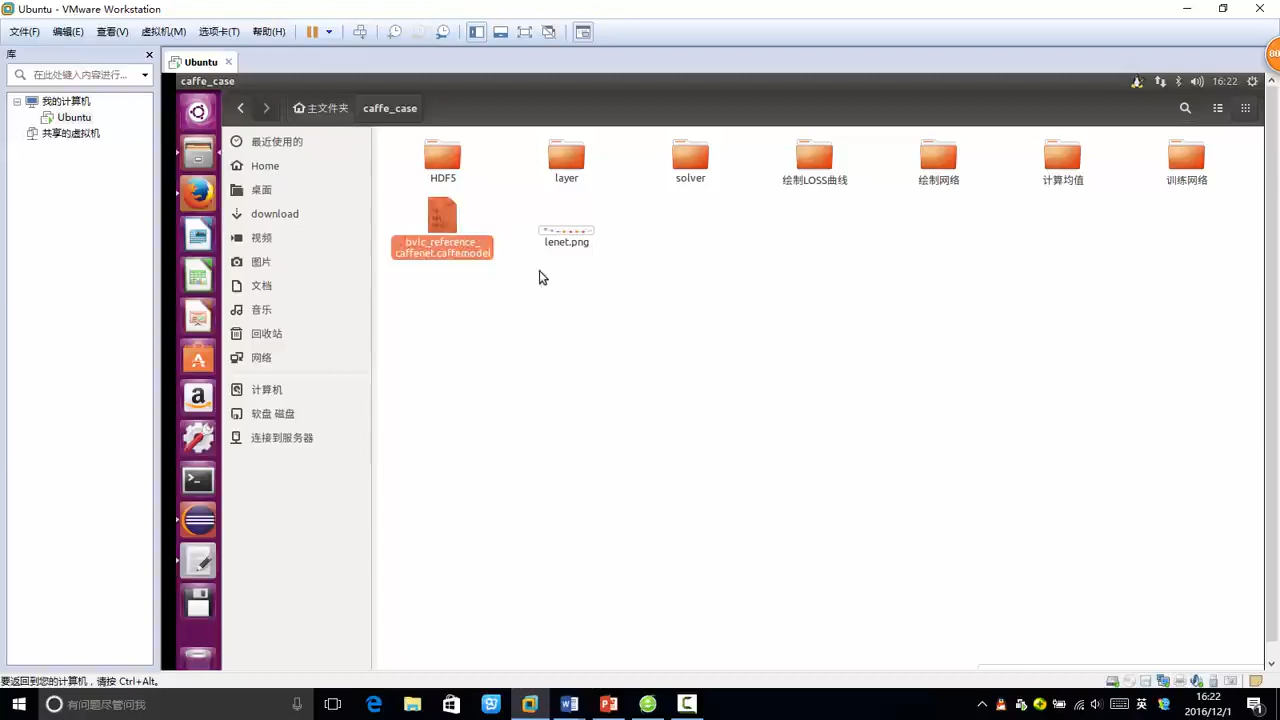 Ubuntu - VMware Workstation
文件(F) 编辑(E) 查看(V) 虚拟机(M) 选项卡(T) 帮助(H)
80
库
Ubuntu
在此处键入内容进行...
caffe_case
16:22
我的计算机
Ubuntu
共享的虚拟机
主文件夹
caffe_case
最近使用的
Home
桌面
download
视频
图片
文档
音乐
回收站
网络
计算机
软盘 磁盘
连接到服务器
HDF5
layer
solver
绘制LOSS曲线
绘制网络
计算均值
训练网络
bvlc_reference_
caffenet.caffemodel
lenet.png
要返回到您的计算机，请按 Ctrl+Alt。
有问题尽管问我
英
16:22
2016/12/1